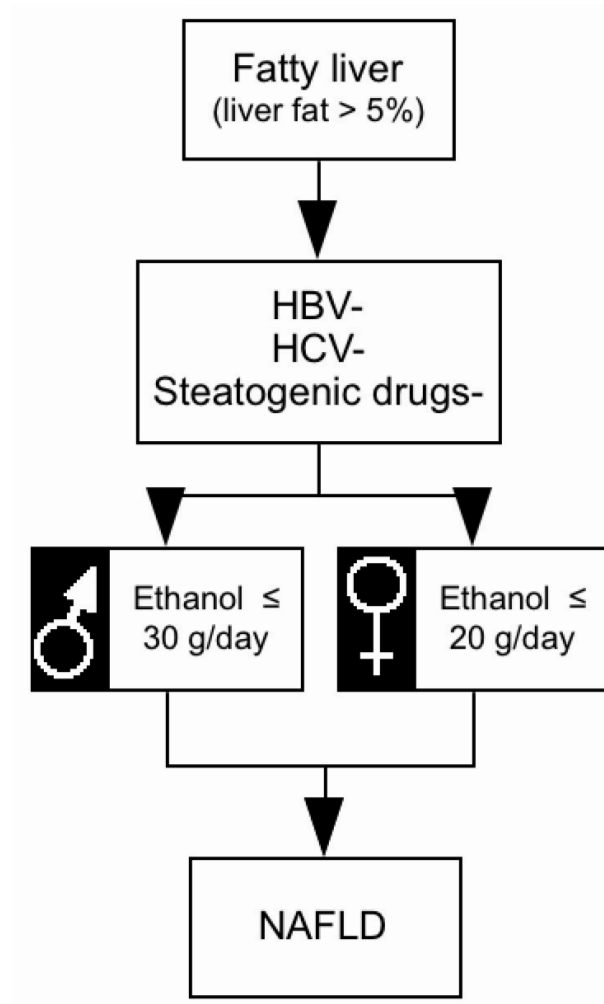 Fatty liver
(liver fat > 5%)
HBV-
HCV-
Steatogenic drugs-
Ethanol ≤
30 g/day
Ethanol ≤
20 g/day
NAFLD